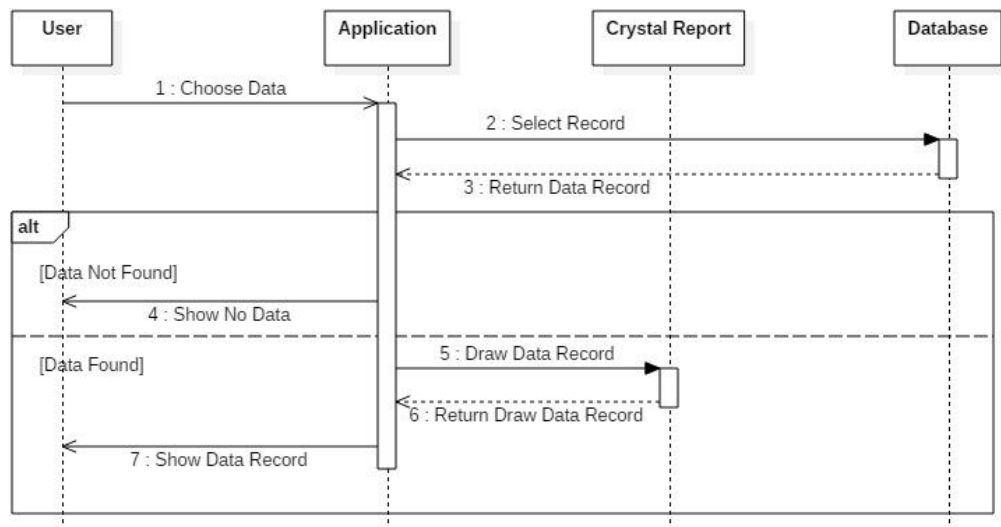 User
Application
Crystal Report
Database
1 : Choose Data
2 : Select Record
3 : Return Data Record
alt
[Data Not Found]
4 : Show No Data
[Data Found]
5 : Draw Data Record
6 : Return Draw Data Record
7 : Show Data Record